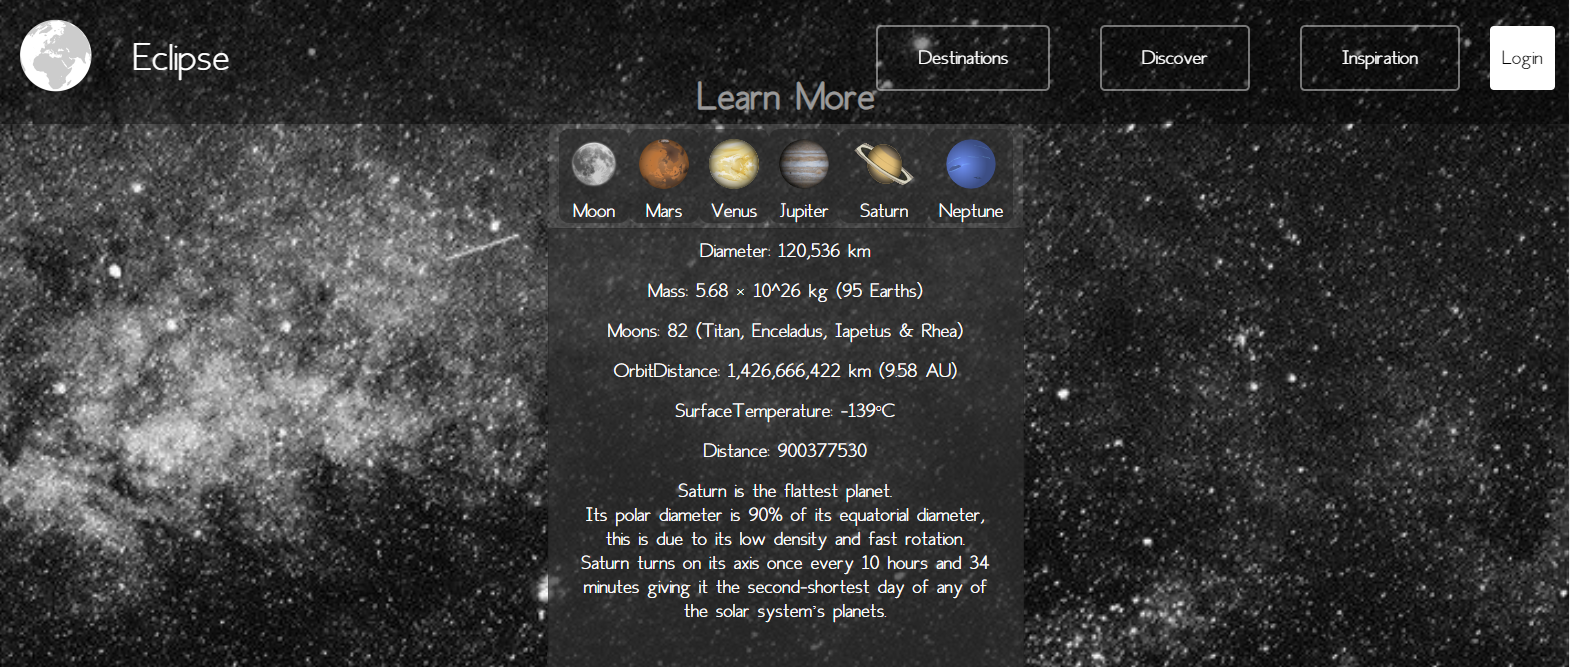 Eclipse
Destinations
Discover
Inspiration
Login
Learn More
Moon
Mars
Venus
Jupiter
Saturn
Neptune
Diameter: 120,536 km
Mass: 5.68 × 10^26 kg (95 Earths)
Moons: 82 (Titan, Enceladus, Iapetus & Rhea)
OrbitDistance: 1,426,666,422 km (9.58 AU)
SurfaceTemperature: -139°C
Distance: 900377530
Saturn is the flattest planet.
Its polar diameter is 90% of its equatorial diameter,
this is due to its low density and fast rotation.
Saturn turns on its axis once every 10 hours and 34
minutes giving it the second-shortest day of any of
the solar system's planets.